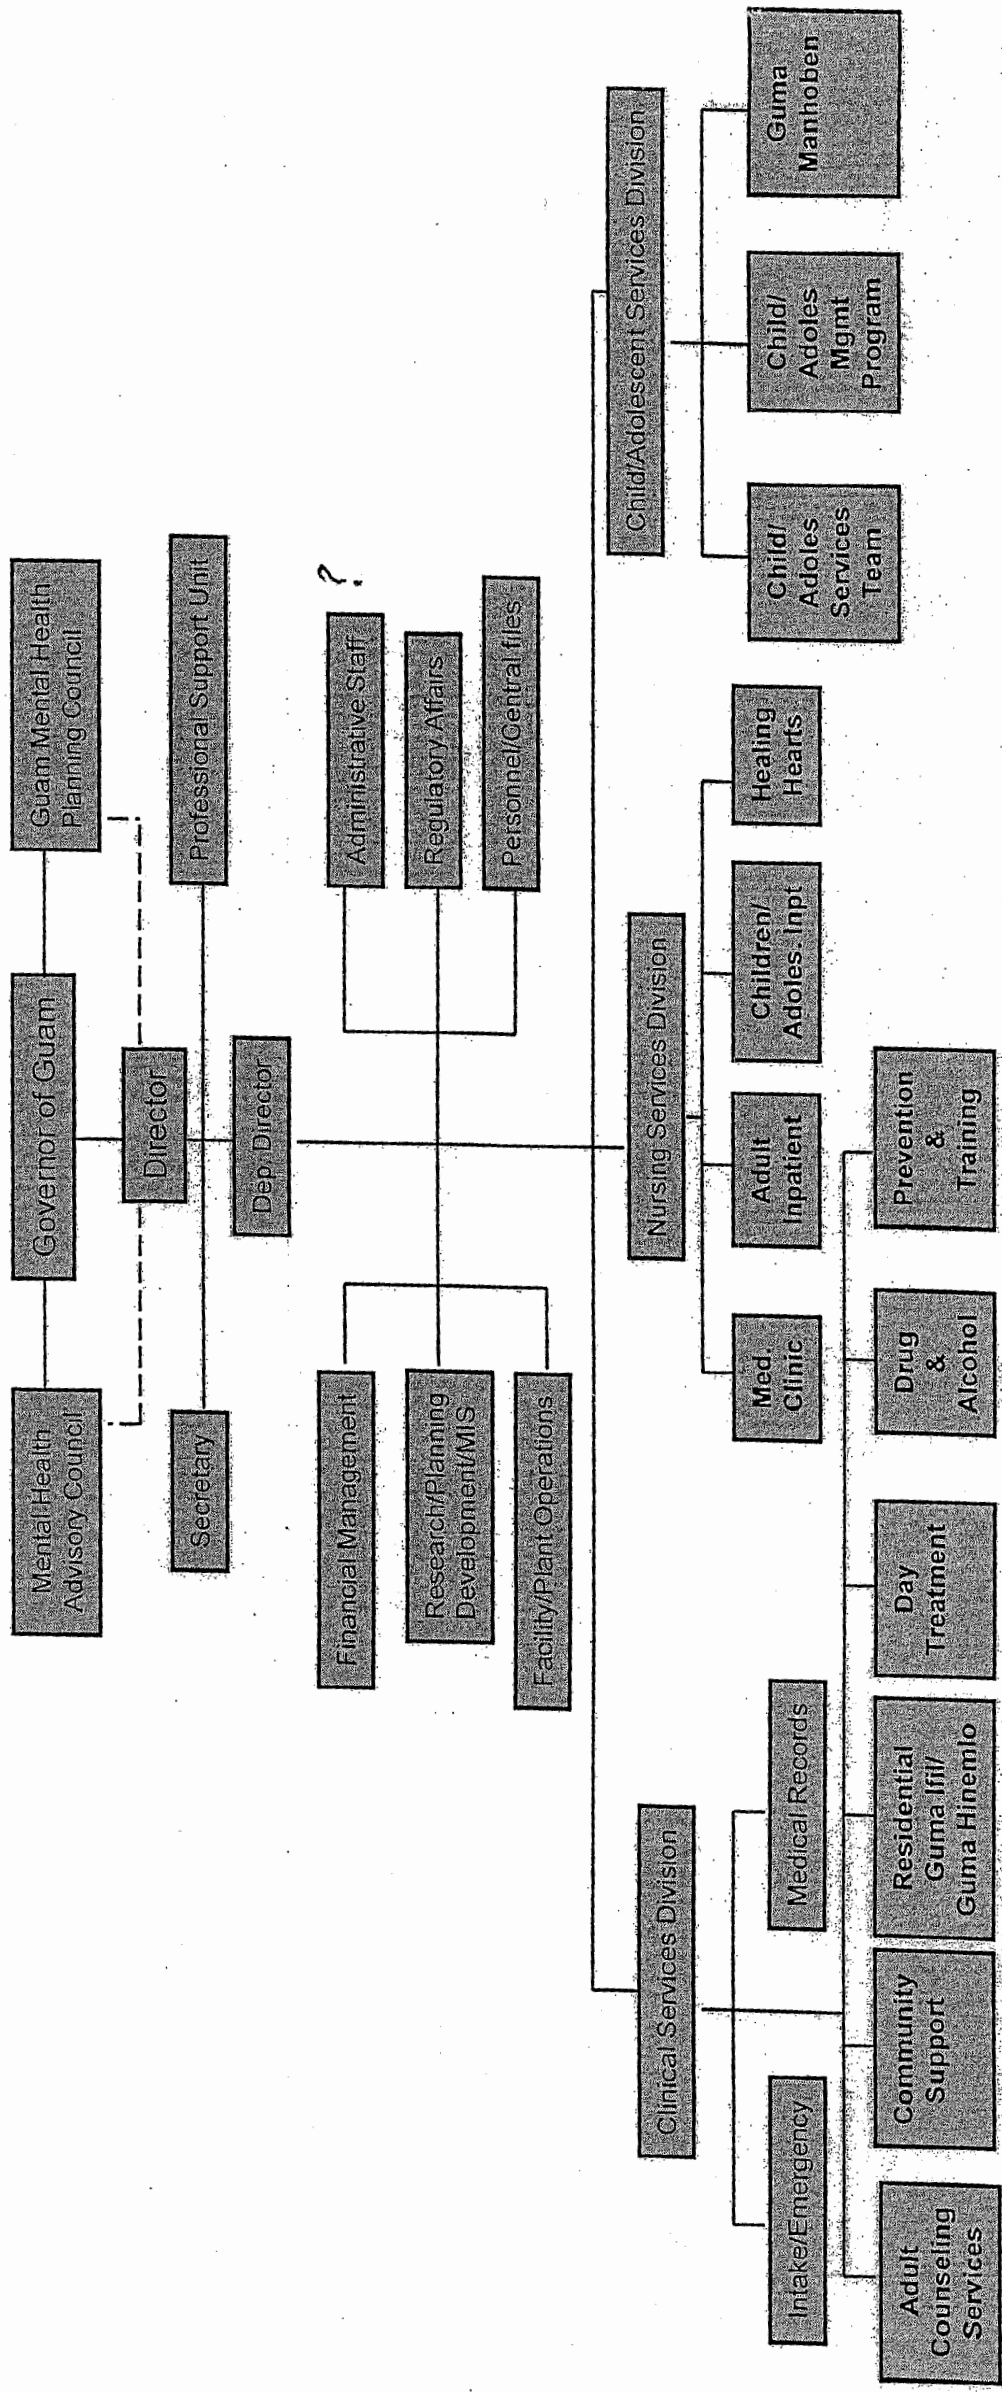 Mental Health
Advisory Council
Governor of Guam
Guam Mental Health
Planning Council
Director
Secretary
Professional Support Unit
Dep. Director
Financial Management
Administrative Staff
?
Research/Planning
Development/MIS
Regulatory Affairs
Facility/Plant Operations
Personnel/Central files
Clinical Services Division
Nursing Services Division
Child/Adolescent Services Division
Intake/Emergency
Medical Records
Med.
Clinic
Adult
Inpatient
Children/
Adoles. Inpt
Healing
Hearts
Child/
Adoles
Services
Team
Child/
Adoles
Mgmt
Program
Guma
Manhoben
Adult
Counseling
Services
Community
Support
Residential
Guma Ifil/
Guma Hinemlo
Day
Treatment
Drug
&
Alcohol
Prevention
&
Training